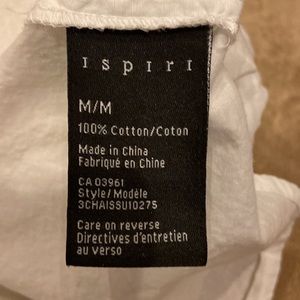 ISPIRI
M/M
100% Cotton/Coton
Made in China
Fabriqué en Chine
CA 03961
Style/Modèle
3CHAISSU10275
Care on reverse
Directives d'entretien
au verso